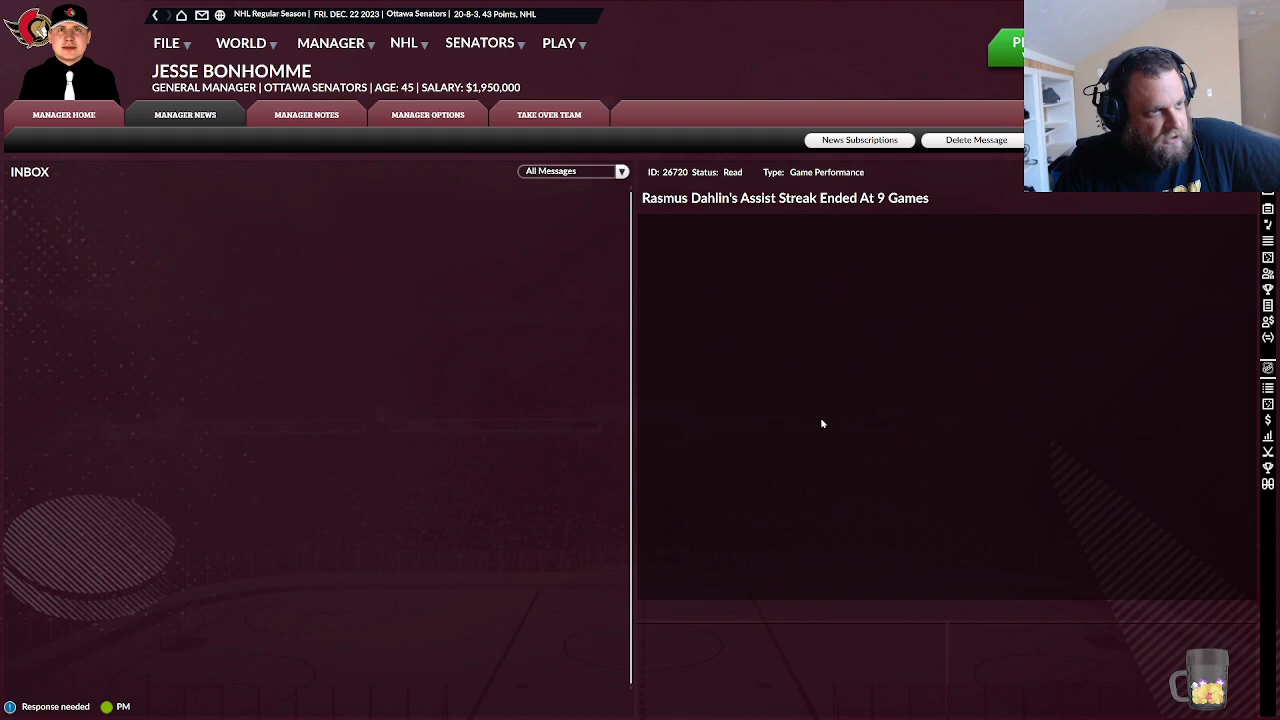 NHL Regular Season | FRI. DEC. 22 2023 | Ottawa Senators | 20-8-3, 43 Points, NHL
FILE WORLD MANAGER NHL SENATORS PLAY
JESSE BONHOMME
GENERAL MANAGER | OTTAWA SENATORS | AGE: 45 | SALARY: $1,950,000
MANAGER HOME MANAGER NEWS MANAGER NOTES MANAGER OPTIONS TAKE OVER TEAM
News Subscriptions Delete Message
INBOX All Messages ID: 26720 Status: Read Type: Game Performance
Rasmus Dahlin's Assist Streak Ended At 9 Games
Response needed PM